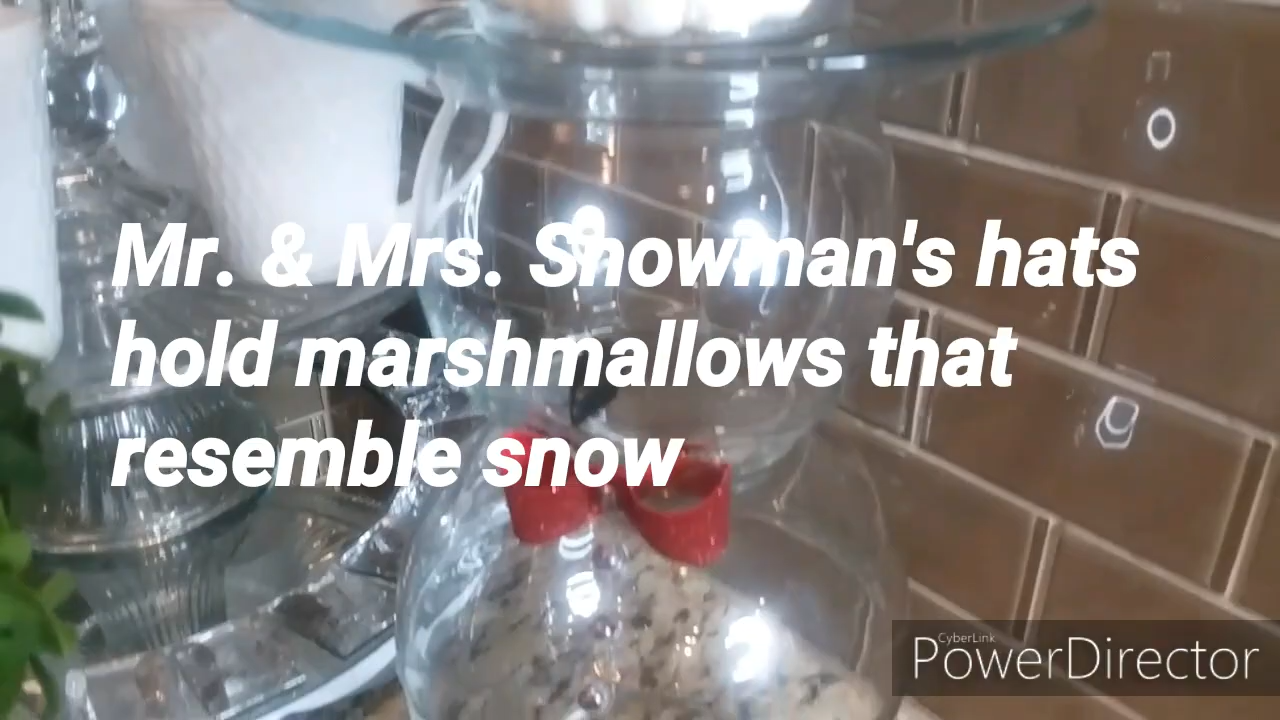 Mr. & Mrs. Snowman's hats
hold marshmallows that
resemble snow
CyberLink
PowerDirector